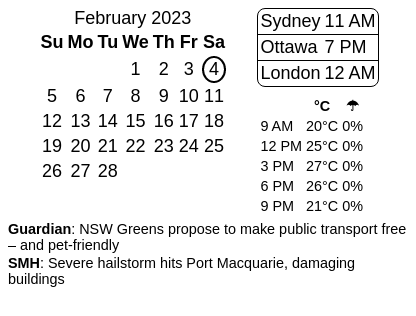 February 2023
Su Mo Tu We Th Fr Sa
1 2 3 4
5 6 7 8 9 10 11
12 13 14 15 16 17 18
19 20 21 22 23 24 25
26 27 28
Sydney 11 AM
Ottawa 7 PM
London 12 AM
°C ☂
9 AM 20°C 0%
12 PM 25°C 0%
3 PM 27°C 0%
6 PM 26°C 0%
9 PM 21°C 0%
Guardian: NSW Greens propose to make public transport free
– and pet-friendly
SMH: Severe hailstorm hits Port Macquarie, damaging
buildings